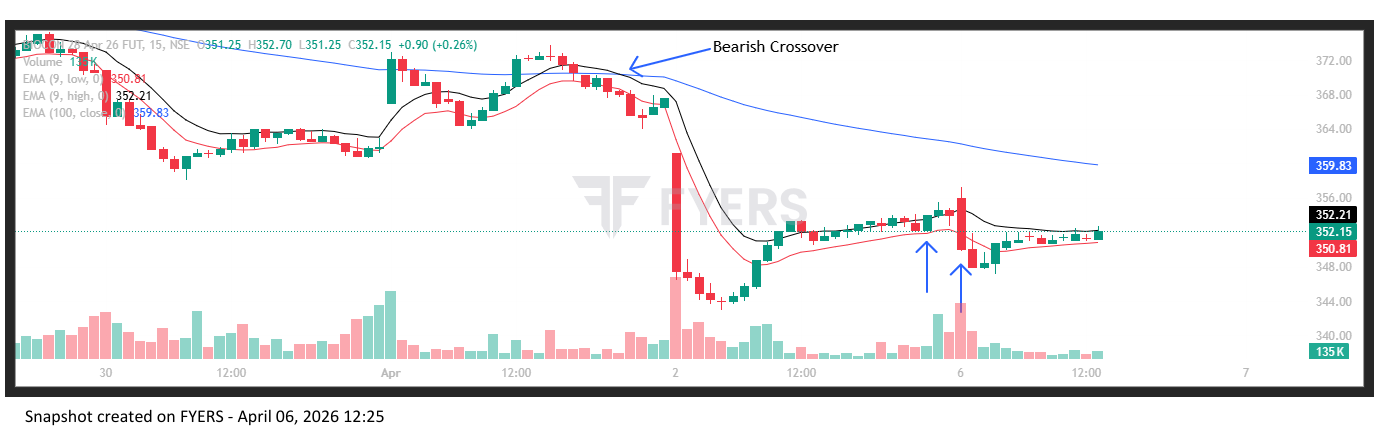 Bearish Crossover
BIOCON 28 Apr 26 FUT, 15, NSE O351.25 H352.70 L351.25 C352.15 +0.90 (+0.26%)
Volume 135K
EMA (9, low, 0) 350.81
EMA (9, high, 0) 352.21
EMA (100, close, 0) 359.83
372.00
368.00
364.00
359.83
356.00
352.21
352.15
350.81
348.00
344.00
340.00
135 K
FYERS
30 12:00 Apr 12:00 2 12:00 6 12:00 7
Snapshot created on FYERS - April 06, 2026 12:25